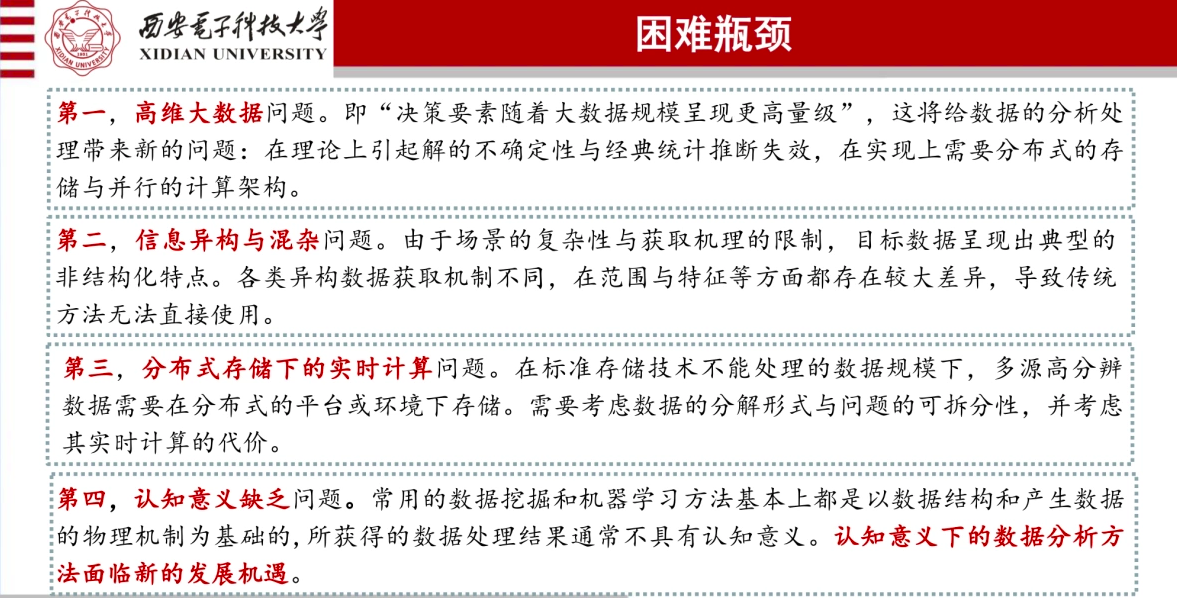 西安电子科技大学
XIDIAN UNIVERSITY
困难瓶颈
第一，高维大数据问题。即“决策要素随着大数据规模呈现更高量级”，这将给数据的分析处
理带来新的问题：在理论上引起解的不确定性与经典统计推断失效，在实现上需要分布式的存
储与并行的计算架构。
第二，信息异构与混杂问题。由于场景的复杂性与获取机理的限制，目标数据呈现出典型的
非结构化特点。各类异构数据获取机制不同，在范围与特征等方面都存在较大差异，导致传统
方法无法直接使用。
第三，分布式存储下的实时计算问题。在标准存储技术不能处理的数据规模下，多源高分辨
数据需要在分布式的平台或环境下存储。需要考虑数据的分解形式与问题的可拆分性，并考虑
其实时计算的代价。
第四，认知意义缺乏问题。常用的数据挖掘和机器学习方法基本上都是以数据结构和产生数据
的物理机制为基础的,所获得的数据处理结果通常不具有认知意义。认知意义下的数据分析方
法面临新的发展机遇。